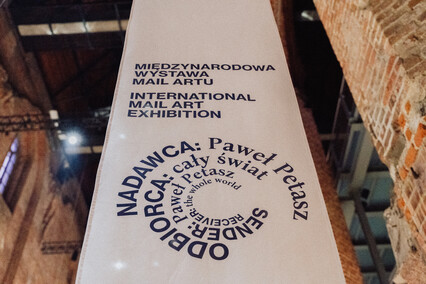 MIĘDZYNARODOWA
WYSTAWA
MAIL ARTU
INTERNATIONAL
MAIL ART
EXHIBITION
NADAWCA: Paweł Petasz
ODBIORCA: cały świat
SENDER: Paweł Petasz
RECEIVER: the whole world